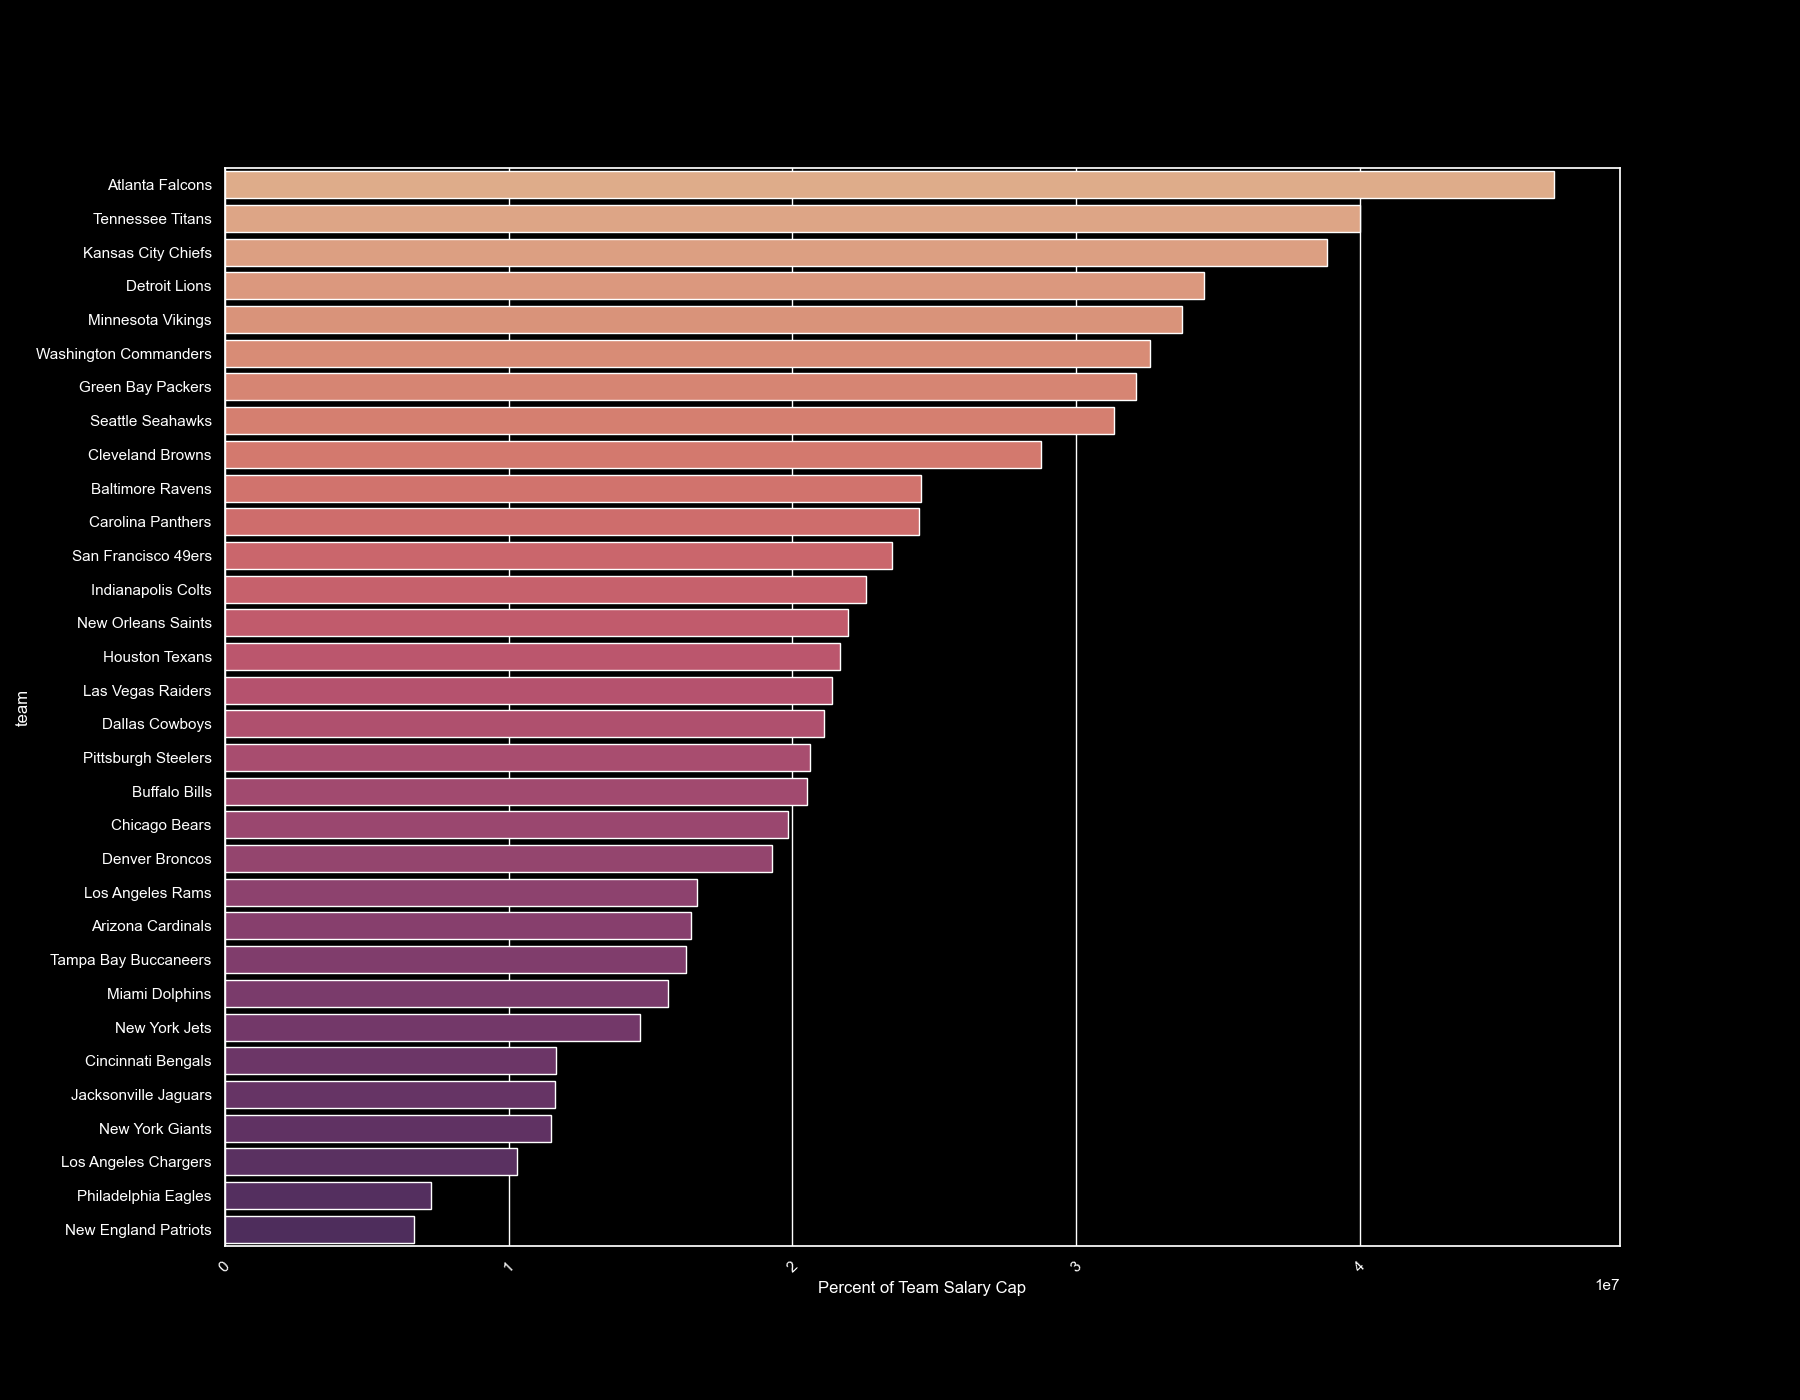 Atlanta Falcons
Tennessee Titans
Kansas City Chiefs
Detroit Lions
Minnesota Vikings
Washington Commanders
Green Bay Packers
Seattle Seahawks
Cleveland Browns
Baltimore Ravens
Carolina Panthers
San Francisco 49ers
Indianapolis Colts
New Orleans Saints
Houston Texans
Las Vegas Raiders
Dallas Cowboys
Pittsburgh Steelers
Buffalo Bills
Chicago Bears
Denver Broncos
Los Angeles Rams
Arizona Cardinals
Tampa Bay Buccaneers
Miami Dolphins
New York Jets
Cincinnati Bengals
Jacksonville Jaguars
New York Giants
Los Angeles Chargers
Philadelphia Eagles
New England Patriots
team
0 1 2 3 4
Percent of Team Salary Cap
1e7